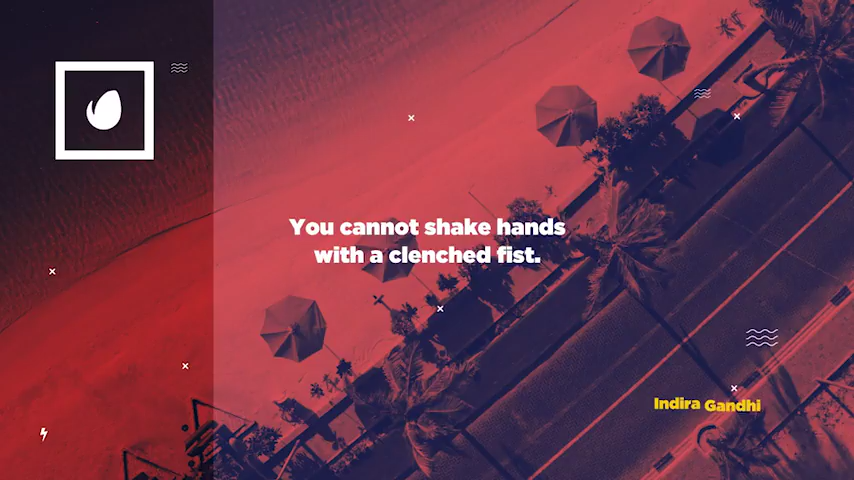 You cannot shake hands
with a clenched fist.
Indira Gandhi